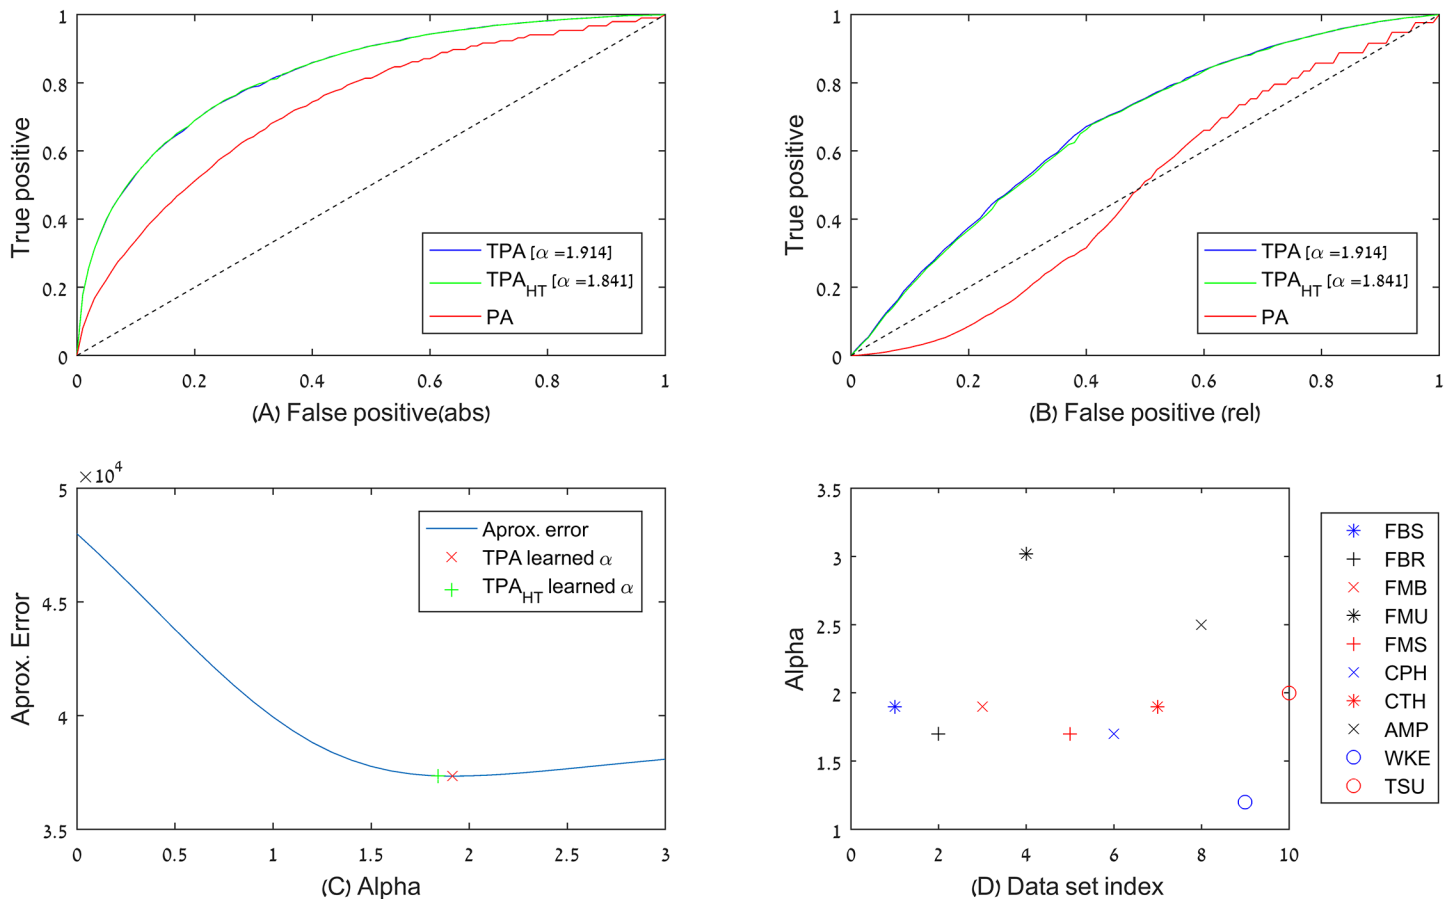 1
0.8
0.6
0.4
0.2
0
True positive
TPA [α =1.914]
TPA_HT [α =1.841]
PA
0 0.2 0.4 0.6 0.8 1
(A) False positive(abs)
1
0.8
0.6
0.4
0.2
0
True positive
TPA [α =1.914]
TPA_HT [α =1.841]
PA
0 0.2 0.4 0.6 0.8 1
(B) False positive (rel)
×10^4
5
4.5
4
3.5
Aprox. Error
Aprox. error
TPA learned α
TPA_HT learned α
0 0.5 1 1.5 2 2.5 3
(C) Alpha
3.5
3
2.5
2
1.5
1
Alpha
0 2 4 6 8 10
(D) Data set index
FBS
FBR
FMB
FMU
FMS
CPH
CTH
AMP
WKE
TSU